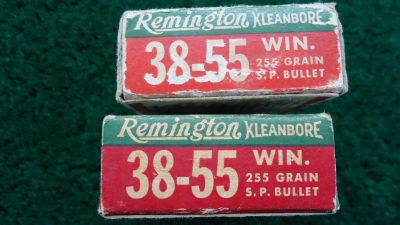 Remington KLEANBORE
38-55 WIN.
255 GRAIN
S.P. BULLET
Remington KLEANBORE
38-55 WIN.
255 GRAIN
S.P. BULLET